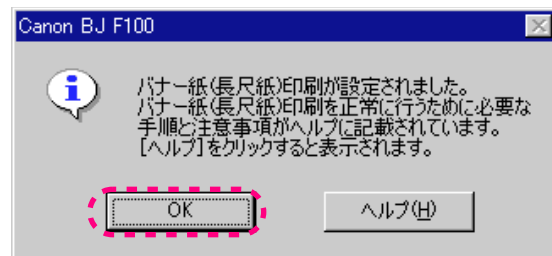 Canon BJ F100
バナー紙(長尺紙)印刷が設定されました。
バナー紙(長尺紙)印刷を正常に行うために必要な
手順と注意事項がヘルプに記載されています。
[ヘルプ]をクリックすると表示されます。
OK
ヘルプ(H)